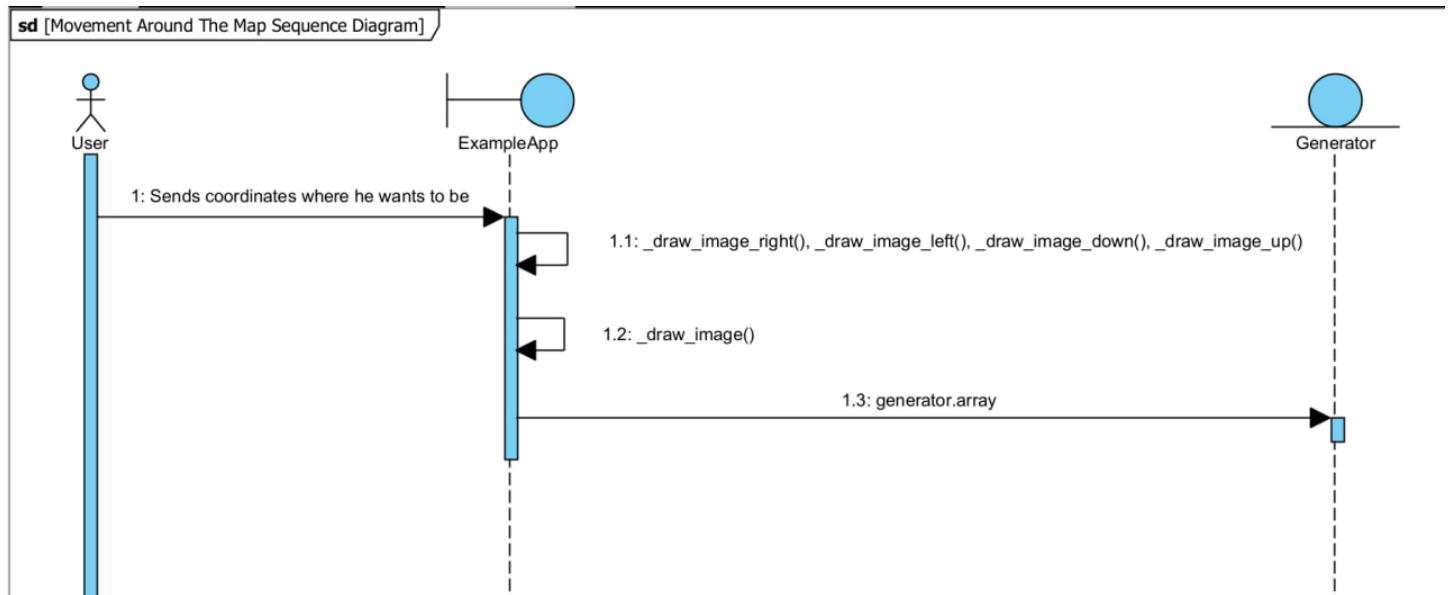 sd [Movement Around The Map Sequence Diagram]
User
ExampleApp
Generator
1: Sends coordinates where he wants to be
1.1: _draw_image_right(), _draw_image_left(), _draw_image_down(), _draw_image_up()
1.2: _draw_image()
1.3: generator.array